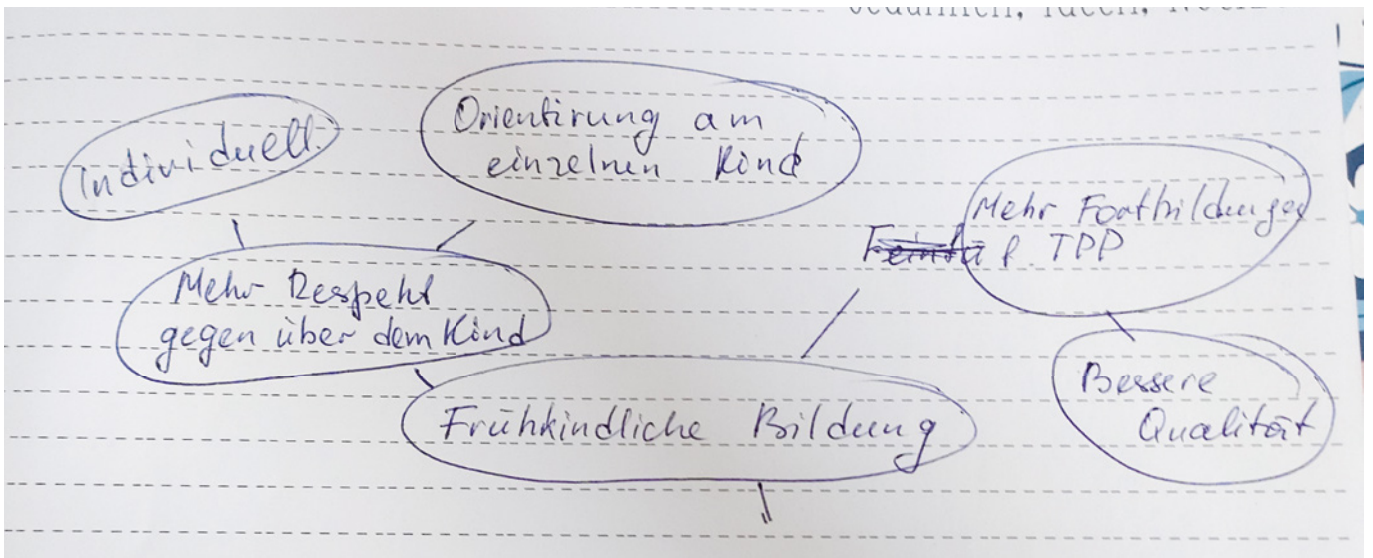 Individuell.
Orientirung am
einzelnen Kind
Mehr Fortbildungen
f. TPP
Mehr Respekt
gegen über dem Kind
Bessere
Qualität
Frühkindliche Bildung